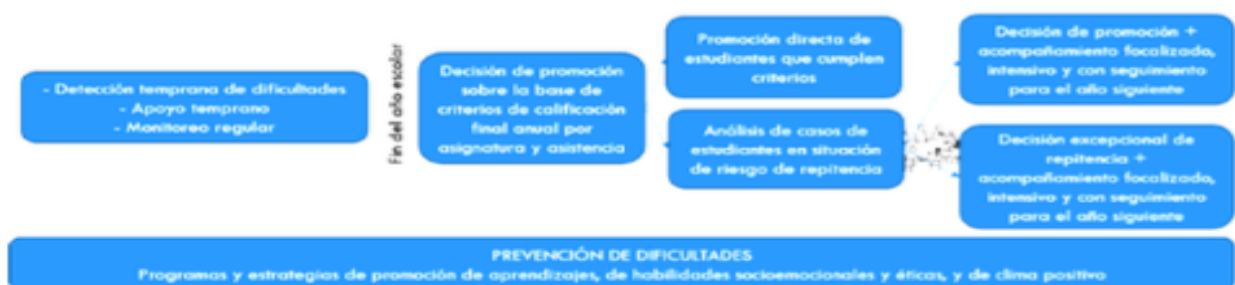 - Detección temprana de dificultades
- Apoyo temprano
- Monitoreo regular
Fin del año escolar
Decisión de promoción
sobre la base de
criterios de calificación
final anual por
asignatura y asistencia
Promoción directa de
estudiantes que cumplen
criterios
Análisis de casos de
estudiantes en situación
de riesgo de repitencia
Decisión de promoción +
acompañamiento focalizado,
intensivo y con seguimiento
para el año siguiente
Decisión excepcional de
repitencia +
acompañamiento focalizado,
intensivo y con seguimiento
para el año siguiente
PREVENCIÓN DE DIFICULTADES
Programas y estrategias de promoción de aprendizajes, de habilidades socioemocionales y éticas, y de clima positivo